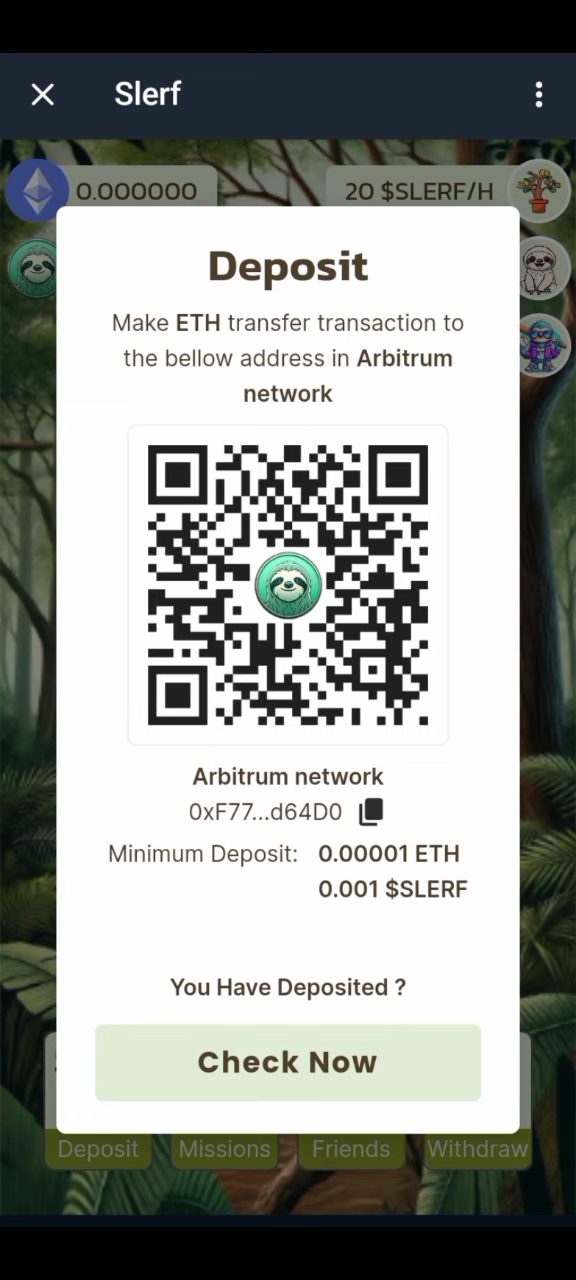 Slerf
0.000000
20 $SLERF/H
Deposit
Make ETH transfer transaction to
the bellow address in Arbitrum
network
Arbitrum network
0xF77...d64D0
Minimum Deposit: 0.00001 ETH
0.001 $SLERF
You Have Deposited ?
Check Now
Deposit Missions Friends Withdraw